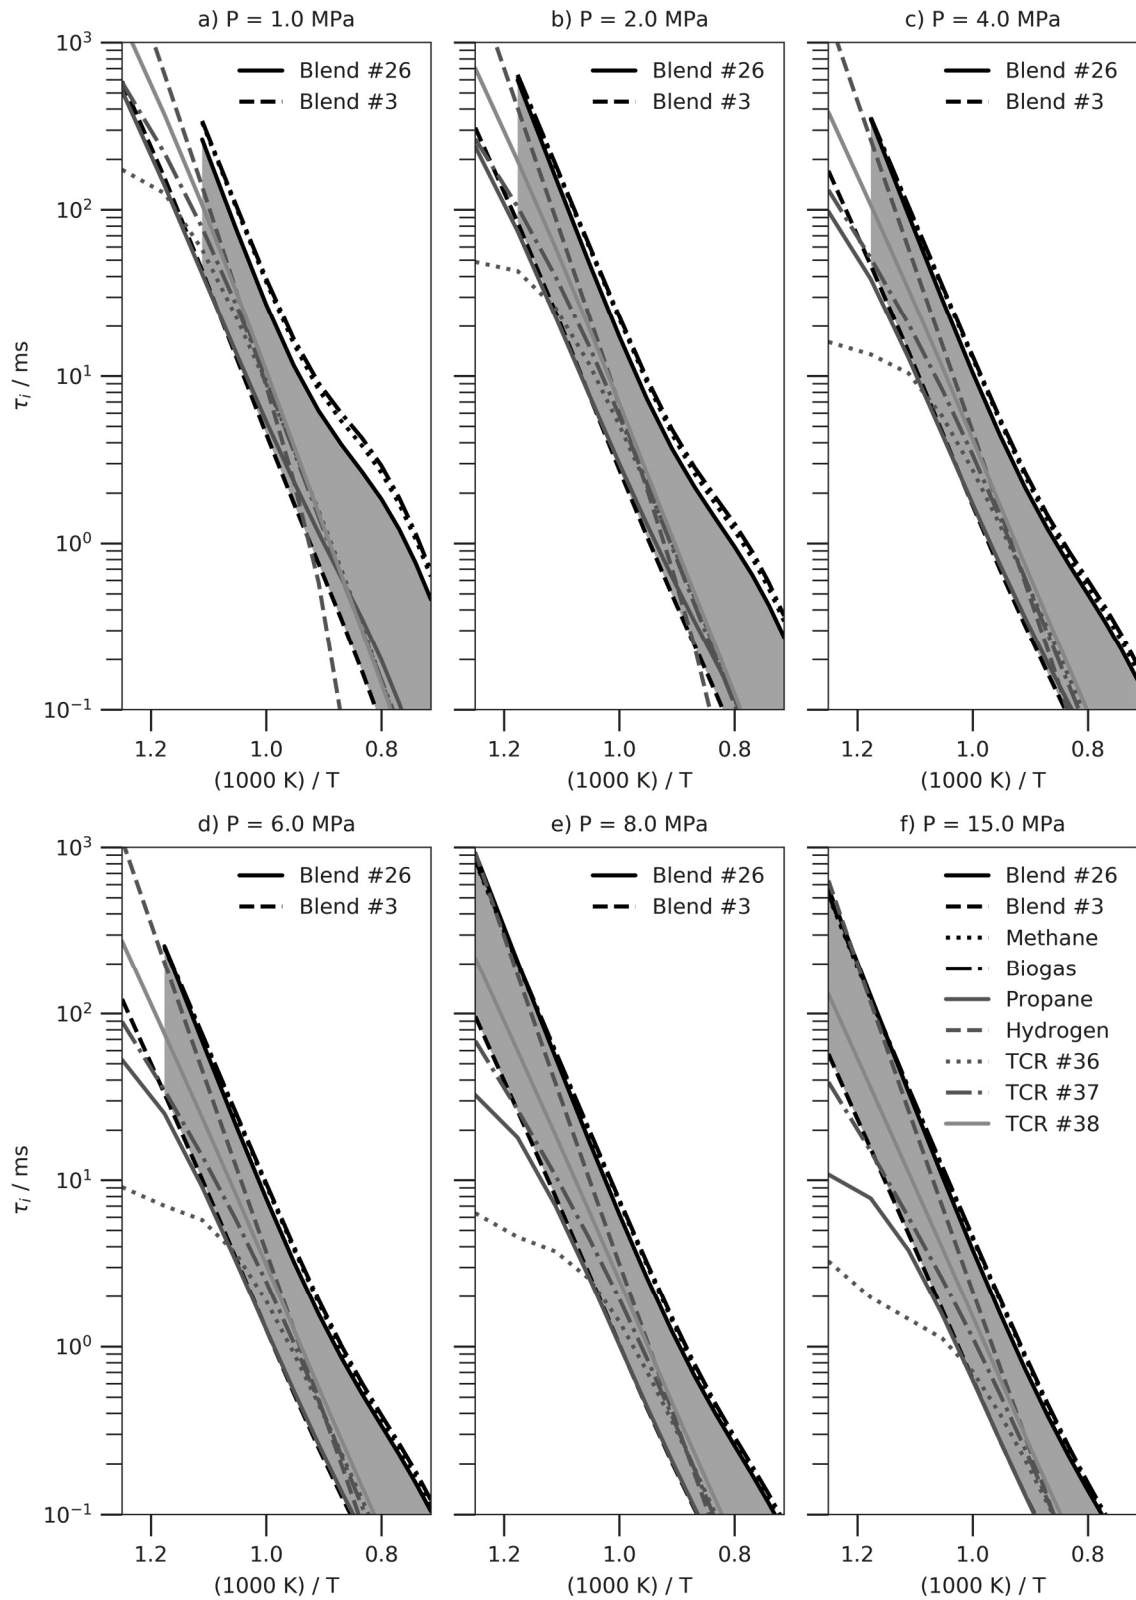 a) P = 1.0 MPa
b) P = 2.0 MPa
c) P = 4.0 MPa
10³
10²
10¹
10⁰
10⁻¹
τᵢ / ms
Blend #26
Blend #3
Blend #26
Blend #3
Blend #26
Blend #3
1.2 1.0 0.8
1.2 1.0 0.8
1.2 1.0 0.8
(1000 K) / T
(1000 K) / T
(1000 K) / T
d) P = 6.0 MPa
e) P = 8.0 MPa
f) P = 15.0 MPa
10³
10²
10¹
10⁰
10⁻¹
τᵢ / ms
Blend #26
Blend #3
Blend #26
Blend #3
Blend #26
Blend #3
Methane
Biogas
Propane
Hydrogen
TCR #36
TCR #37
TCR #38
1.2 1.0 0.8
1.2 1.0 0.8
1.2 1.0 0.8
(1000 K) / T
(1000 K) / T
(1000 K) / T